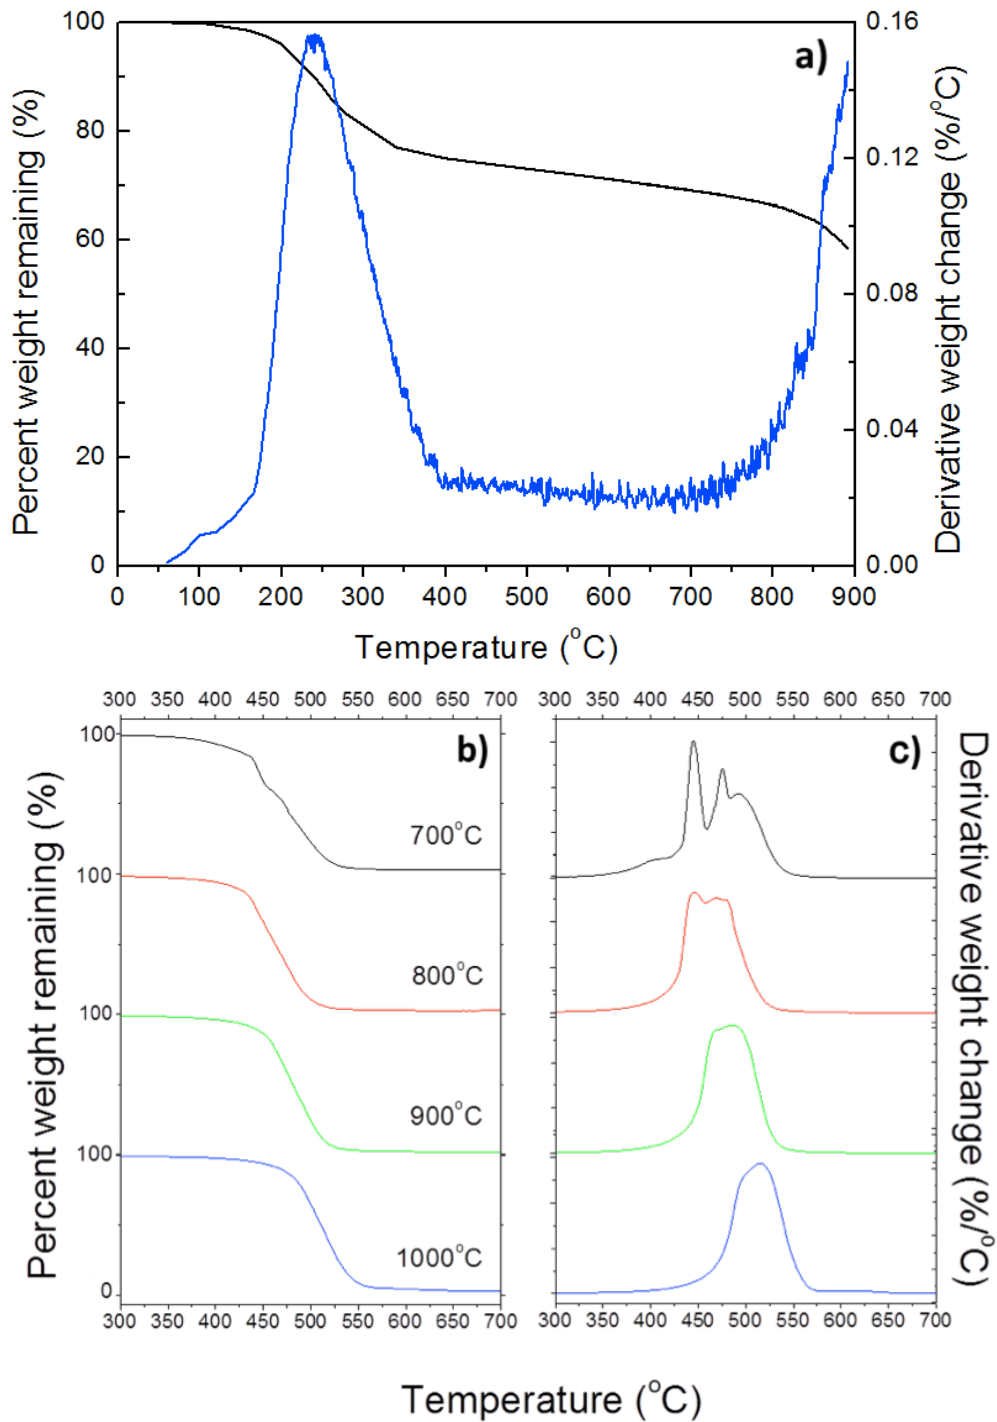 a)
Percent weight remaining (%)
100
80
60
40
20
0
0.16
0.12
0.08
0.04
0.00
Derivative weight change (%/°C)
0 100 200 300 400 500 600 700 800 900
Temperature (°C)
300 350 400 450 500 550 600 650 700
300 350 400 450 500 550 600 650 700
b)
c)
Percent weight remaining (%)
100
700°C
100
800°C
100
900°C
100
1000°C
0
Derivative weight change (%/°C)
300 350 400 450 500 550 600 650 700
300 350 400 450 500 550 600 650 700
Temperature (°C)